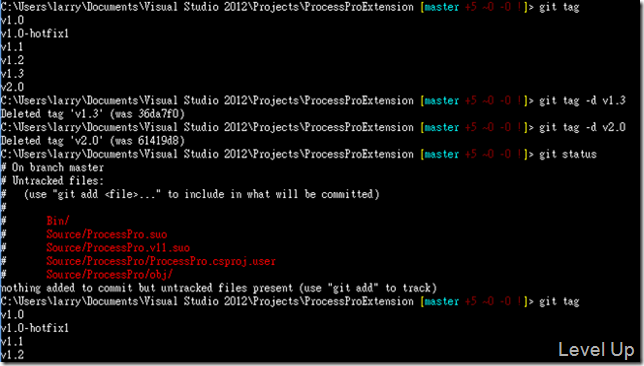 C:\Users\larry\Documents\Visual Studio 2012\Projects\ProcessProExtension [master +5 ~0 -0 !]> git tag
v1.0
v1.0-hotfix1
v1.1
v1.2
v1.3
v2.0
C:\Users\larry\Documents\Visual Studio 2012\Projects\ProcessProExtension [master +5 ~0 -0 !]> git tag -d v1.3
Deleted tag 'v1.3' (was 36da7f0)
C:\Users\larry\Documents\Visual Studio 2012\Projects\ProcessProExtension [master +5 ~0 -0 !]> git tag -d v2.0
Deleted tag 'v2.0' (was 61419d8)
C:\Users\larry\Documents\Visual Studio 2012\Projects\ProcessProExtension [master +5 ~0 -0 !]> git status
# On branch master
# Untracked files:
#   (use "git add <file>..." to include in what will be committed)
#
#       Bin/
#       Source/ProcessPro.suo
#       Source/ProcessPro.v11.suo
#       Source/ProcessPro/ProcessPro.csproj.user
#       Source/ProcessPro/obj/
nothing added to commit but untracked files present (use "git add" to track)
C:\Users\larry\Documents\Visual Studio 2012\Projects\ProcessProExtension [master +5 ~0 -0 !]> git tag
v1.0
v1.0-hotfix1
v1.1
v1.2
Level Up